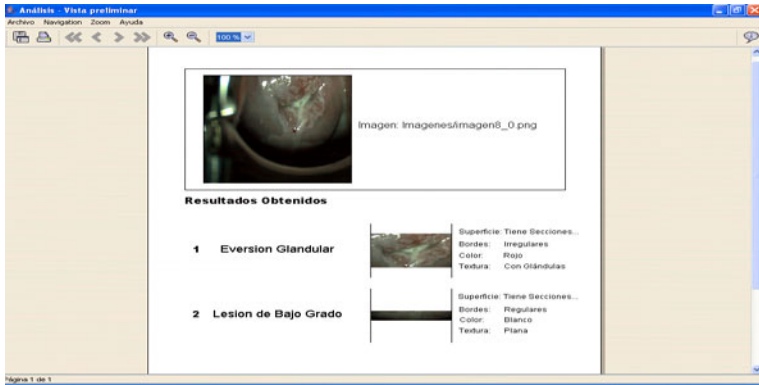 Análisis - Vista preliminar
Archivo Navigation Zoom Ayuda
100 %
Imagen: Imagenes/imagen8_0.png
Resultados Obtenidos
1 Eversion Glandular
Superficie: Tiene Secciones...
Bordes: Irregulares
Color: Rojo
Textura: Con Glándulas
2 Lesion de Bajo Grado
Superficie: Tiene Secciones...
Bordes: Regulares
Color: Blanco
Textura: Plana
Página 1 de 1